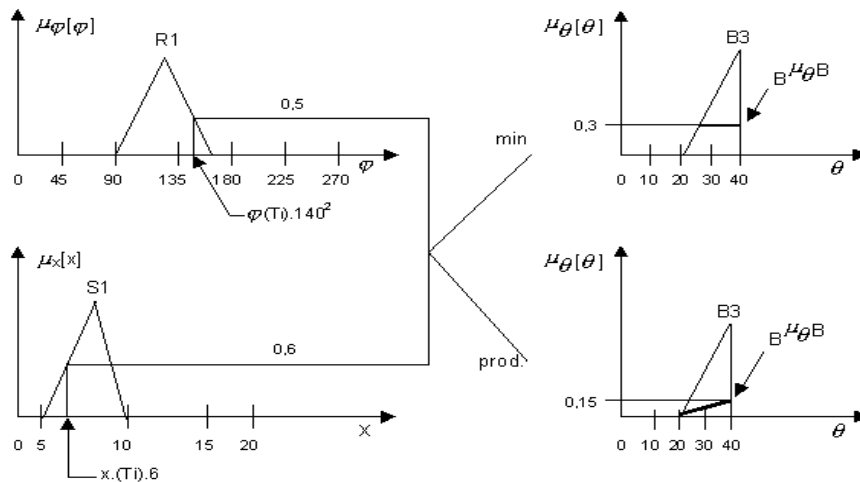 μφ[φ]
R1
0,5
0 45 90 135 180 225 270
φ
φ(Ti).140²
μx[x]
S1
0,6
0 5 10 15 20
x
x.(Ti).6
min
prod.
μθ[θ]
B3
BμθB
0,3
0 10 20 30 40
θ
μθ[θ]
B3
BμθB
0,15
0 10 20 30 40
θ